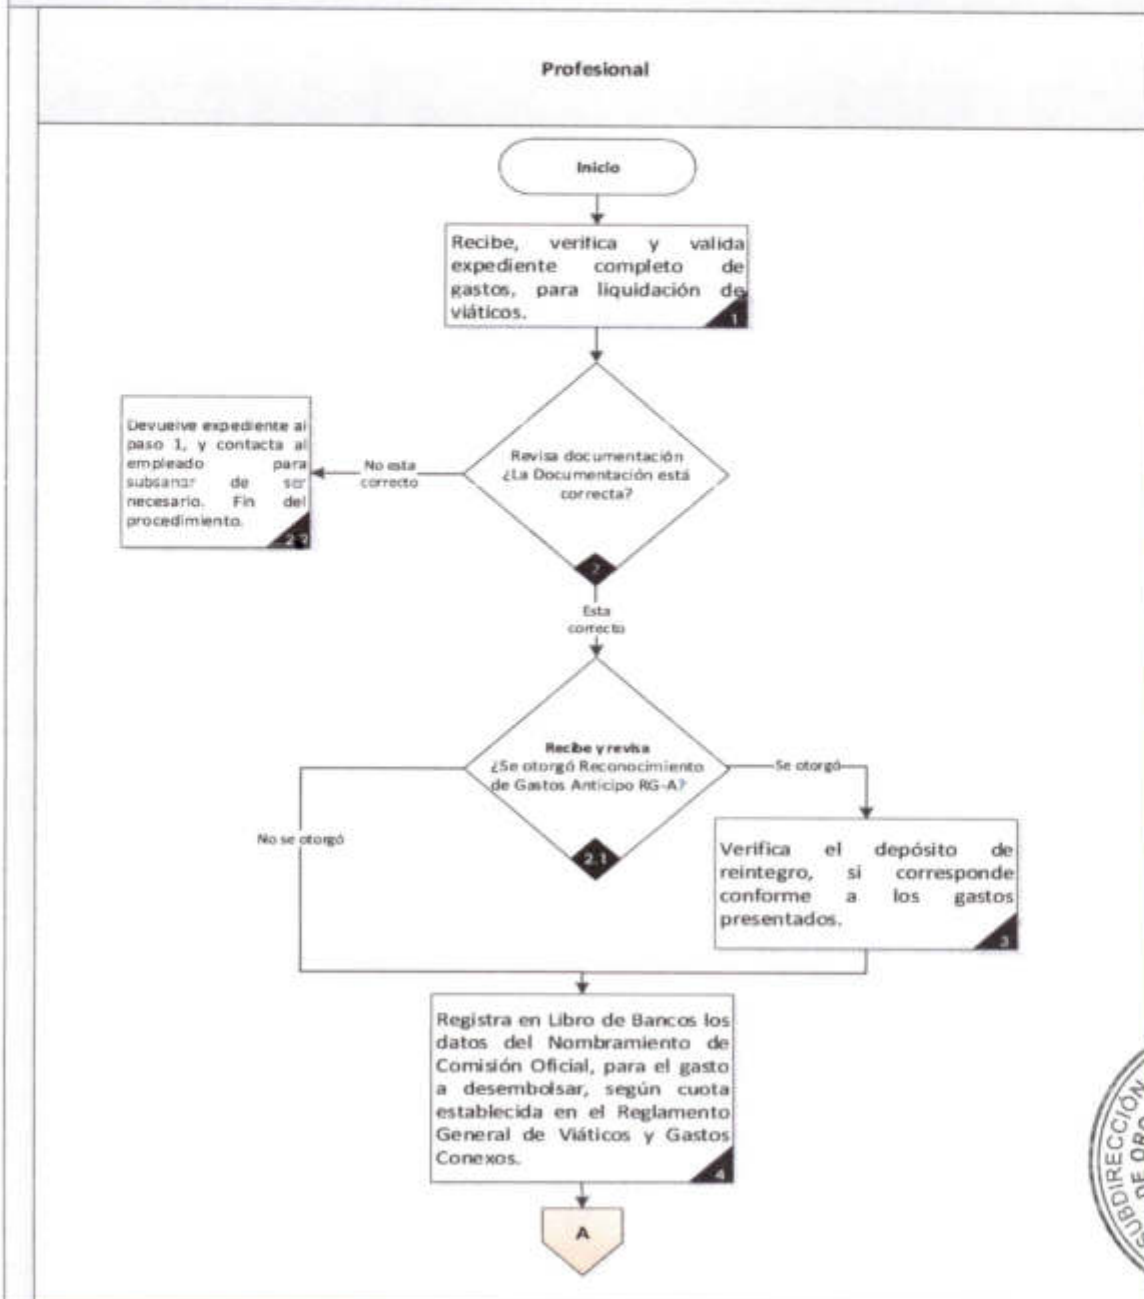 Profesional
Inicio
Recibe, verifica y valida
expediente completo de
gastos, para liquidación de
viáticos.
1
Revisa documentación
¿La Documentación está
correcta?
2
No esta
correcto
Devuelve expediente al
paso 1, y contacta al
empleado para
subsanar de ser
necesario. Fin del
procedimiento.
2.2
Esta
correcto
Recibe y revisa
¿Se otorgó Reconocimiento
de Gastos Anticipo RG-A?
2.1
Se otorgó
No se otorgó
Verifica el depósito de
reintegro, si corresponde
conforme a los gastos
presentados.
3
Registra en Libro de Bancos los
datos del Nombramiento de
Comisión Oficial, para el gasto
a desembolsar, según cuota
establecida en el Reglamento
General de Viáticos y Gastos
Conexos.
4
A
SUBDIRECCIÓN
DE ORG